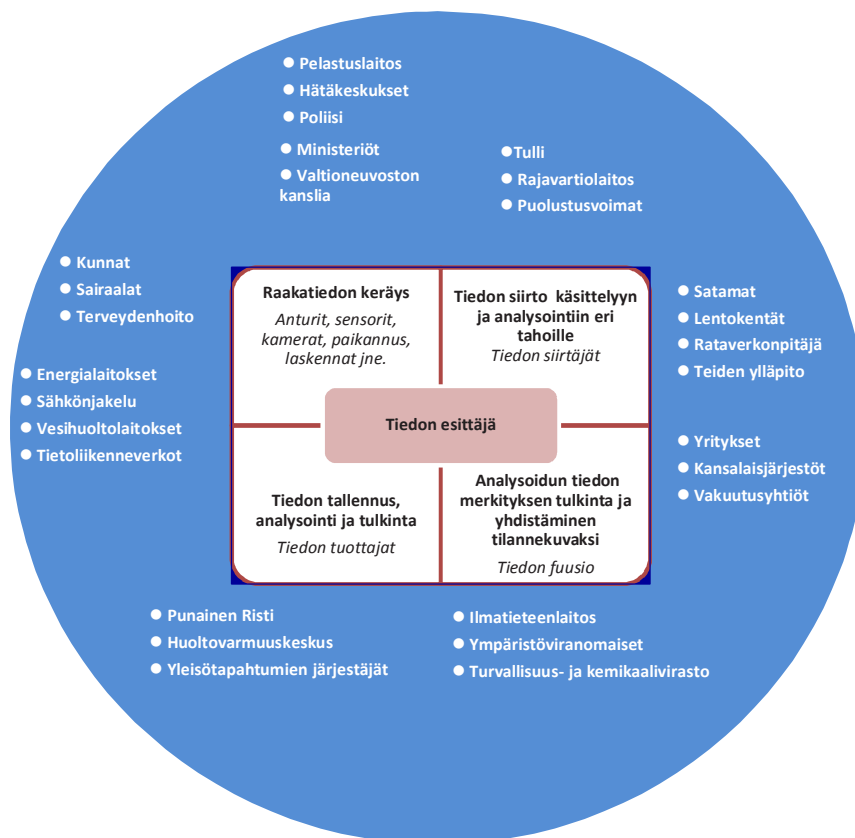 ● Pelastuslaitos
● Hätäkeskukset
● Poliisi
● Ministeriöt
● Valtioneuvoston
kanslia
●Tulli
● Rajavartiolaitos
● Puolustusvoimat
● Kunnat
● Sairaalat
● Terveydenhoito
● Energialaitokset
● Sähkönjakelu
● Vesihuoltolaitokset
● Tietoliikenneverkot
Raakatiedon keräys
Anturit, sensorit,
kamerat, paikannus,
laskennat jne.
Tiedon siirto käsittelyyn
ja analysointiin eri
tahoille
Tiedon siirtäjät
Tiedon esittäjä
Tiedon tallennus,
analysointi ja tulkinta
Tiedon tuottajat
Analysoidun tiedon
merkityksen tulkinta ja
yhdistäminen
tilannekuvaksi
Tiedon fuusio
● Satamat
● Lentokentät
● Rataverkonpitäjä
● Teiden ylläpito
● Yritykset
● Kansalaisjärjestöt
● Vakuutusyhtiöt
● Punainen Risti
● Huoltovarmuuskeskus
● Yleisötapahtumien järjestäjät
● Ilmatieteenlaitos
● Ympäristöviranomaiset
● Turvallisuus- ja kemikaalivirasto